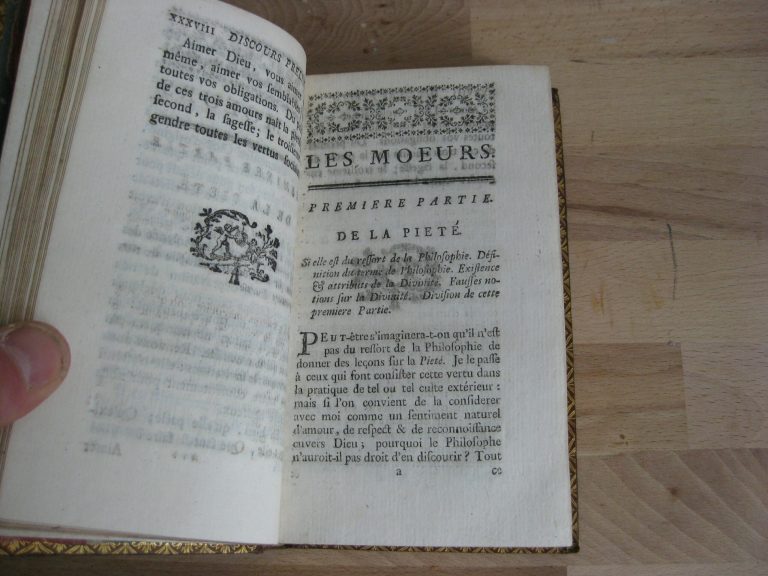 XXXVIII DISCOURS
Aimer Dieu, vous aimer
même, aimer vos sembla
toutes vos obligations. Du
de ces trois amours naît la
second, la sagesse; le troisième
gendre toutes les vertus
LES MOEURS.
PREMIERE PARTIE.
DE LA PIETÉ.
Si elle est du ressort de la Philosophie. Défi-
nition du terme de Philosophie. Existence
& attributs de la Divinité. Fausses no-
tions sur la Divinité. Division de cette
premiere Partie.
PEUT-être s'imaginera-t-on qu'il n'est
pas du ressort de la Philosophie de
donner des leçons sur la Pieté. Je le passe
à ceux qui font consister cette vertu dans
la pratique de tel ou tel culte extérieur :
mais si l'on convient de la considerer
avec moi comme un sentiment naturel
d'amour, de respect & de reconnoissance
envers Dieu ; pourquoi le Philosophe
n'auroit-il pas droit d'en discourir ? Tout
a ce